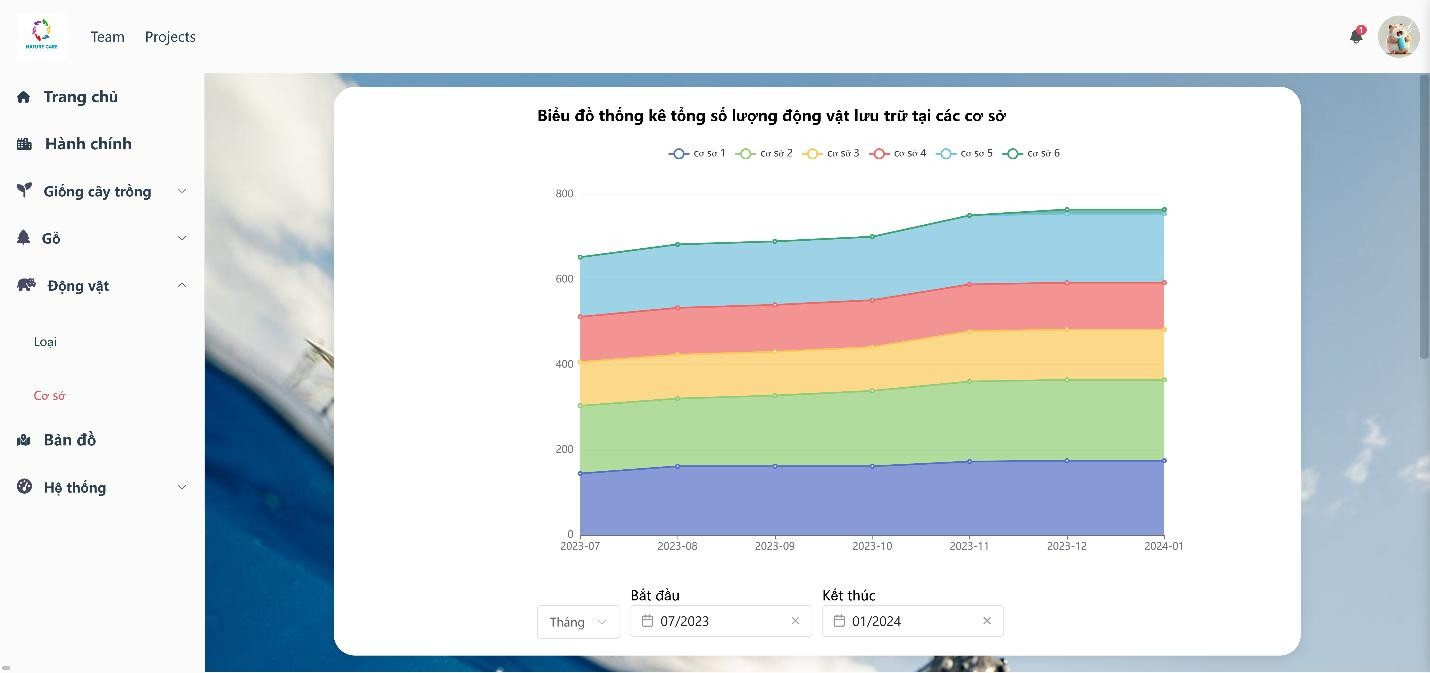 NATURE CARE
Team
Projects
1
Trang chủ
Hành chính
Giống cây trồng
Gỗ
Động vật
Loại
Cơ sở
Bản đồ
Hệ thống
Biểu đồ thống kê tổng số lượng động vật lưu trữ tại các cơ sở
cơ sở 1 cơ sở 2 cơ sở 3 cơ sở 4 cơ sở 5 cơ sở 6
800
600
400
200
0
2023-07 2023-08 2023-09 2023-10 2023-11 2023-12 2024-01
Bắt đầu Kết thúc
Tháng 07/2023 01/2024